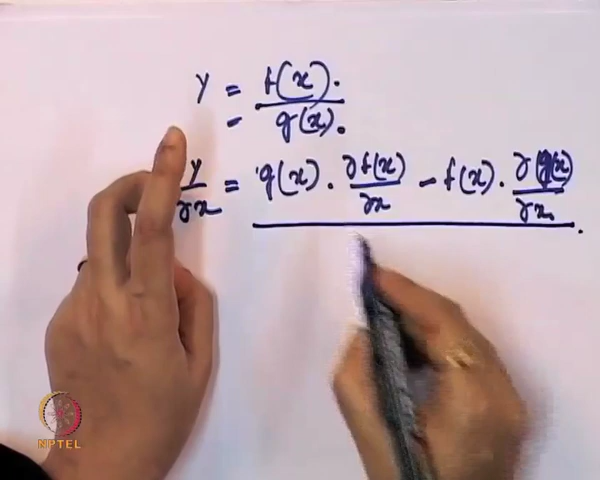 y = f(x).
= g(x).
y/∂x = g(x) · ∂f(x)/∂x - f(x) · ∂(g(x)/∂x.
NPTEL